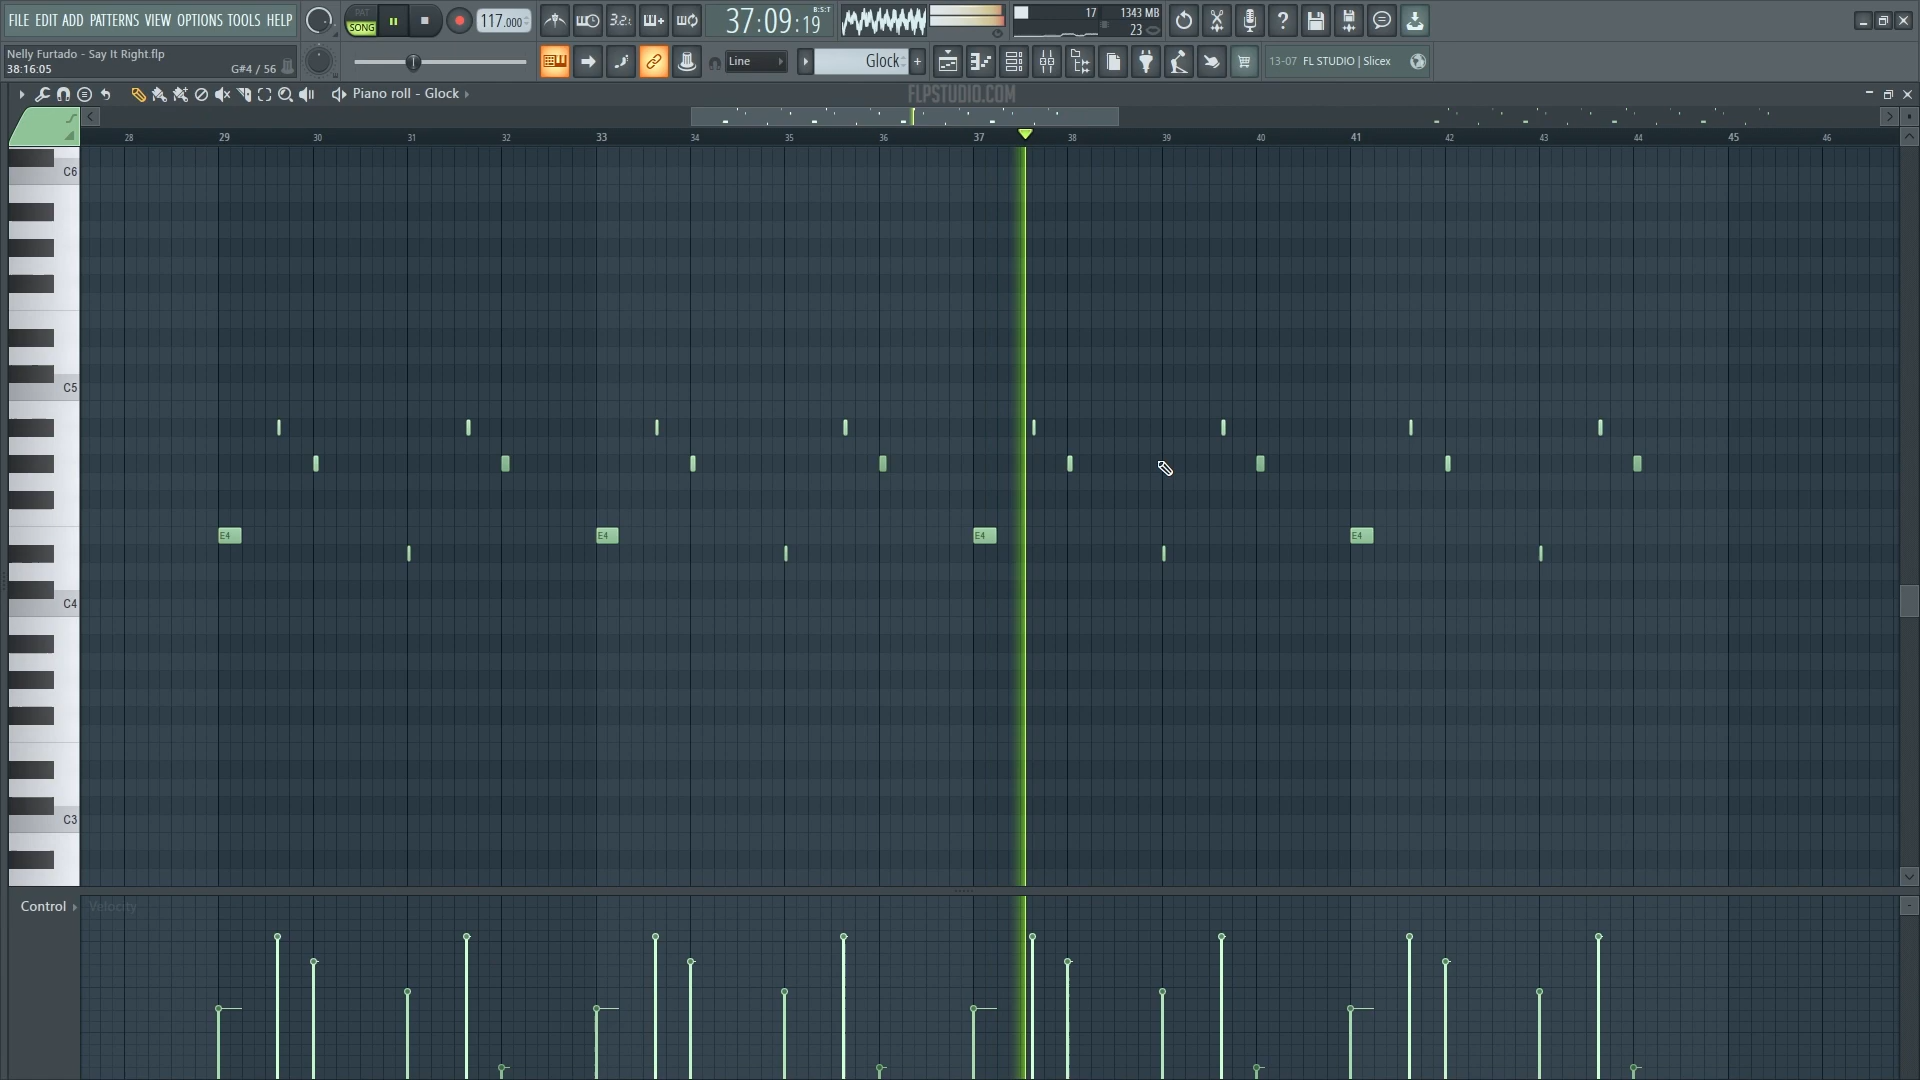 FILE EDIT ADD PATTERNS VIEW OPTIONS TOOLS HELP
PAT
SONG
117.000
3.2.
37:09:19
B:S:T
17
1343 MB
23
Nelly Furtado - Say It Right.flp
38:16:05
G#4 / 56
Line
Glock
13-07 FL STUDIO | Slicex
Piano roll - Glock
FLPSTUDIO.COM
28 29 30 31 32 33 34 35 36 37 38 39 40 41 42 43 44 45 46
C6
C5
E4 E4 E4 E4
C4
C3
Control
Velocity